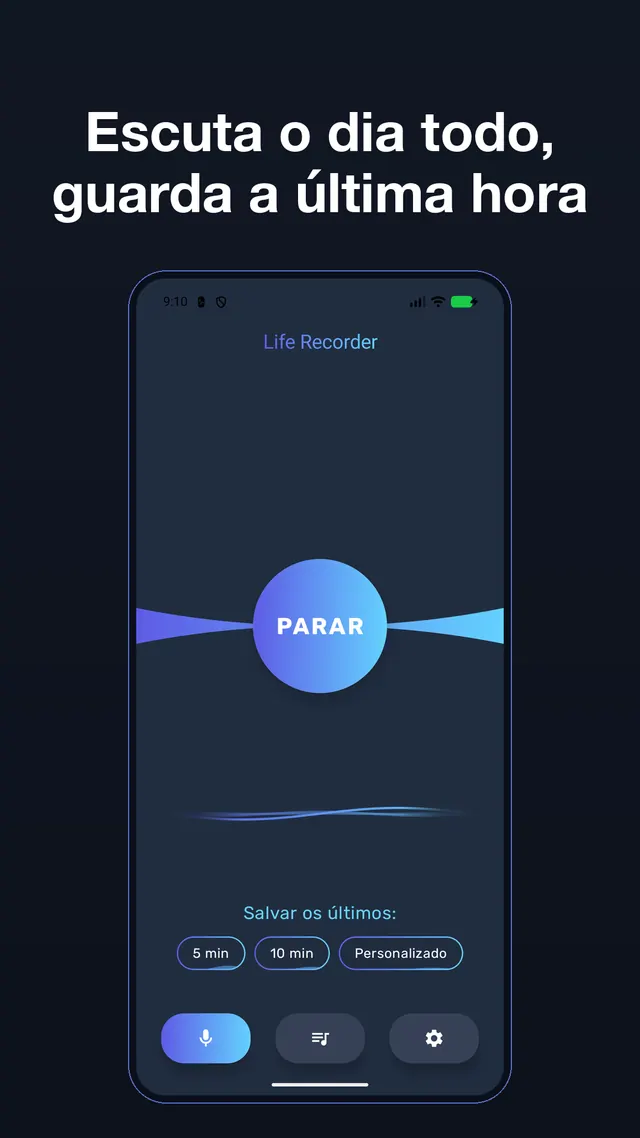 Escuta o dia todo,
guarda a última hora
9:10
Life Recorder
PARAR
Salvar os últimos:
5 min
10 min
Personalizado